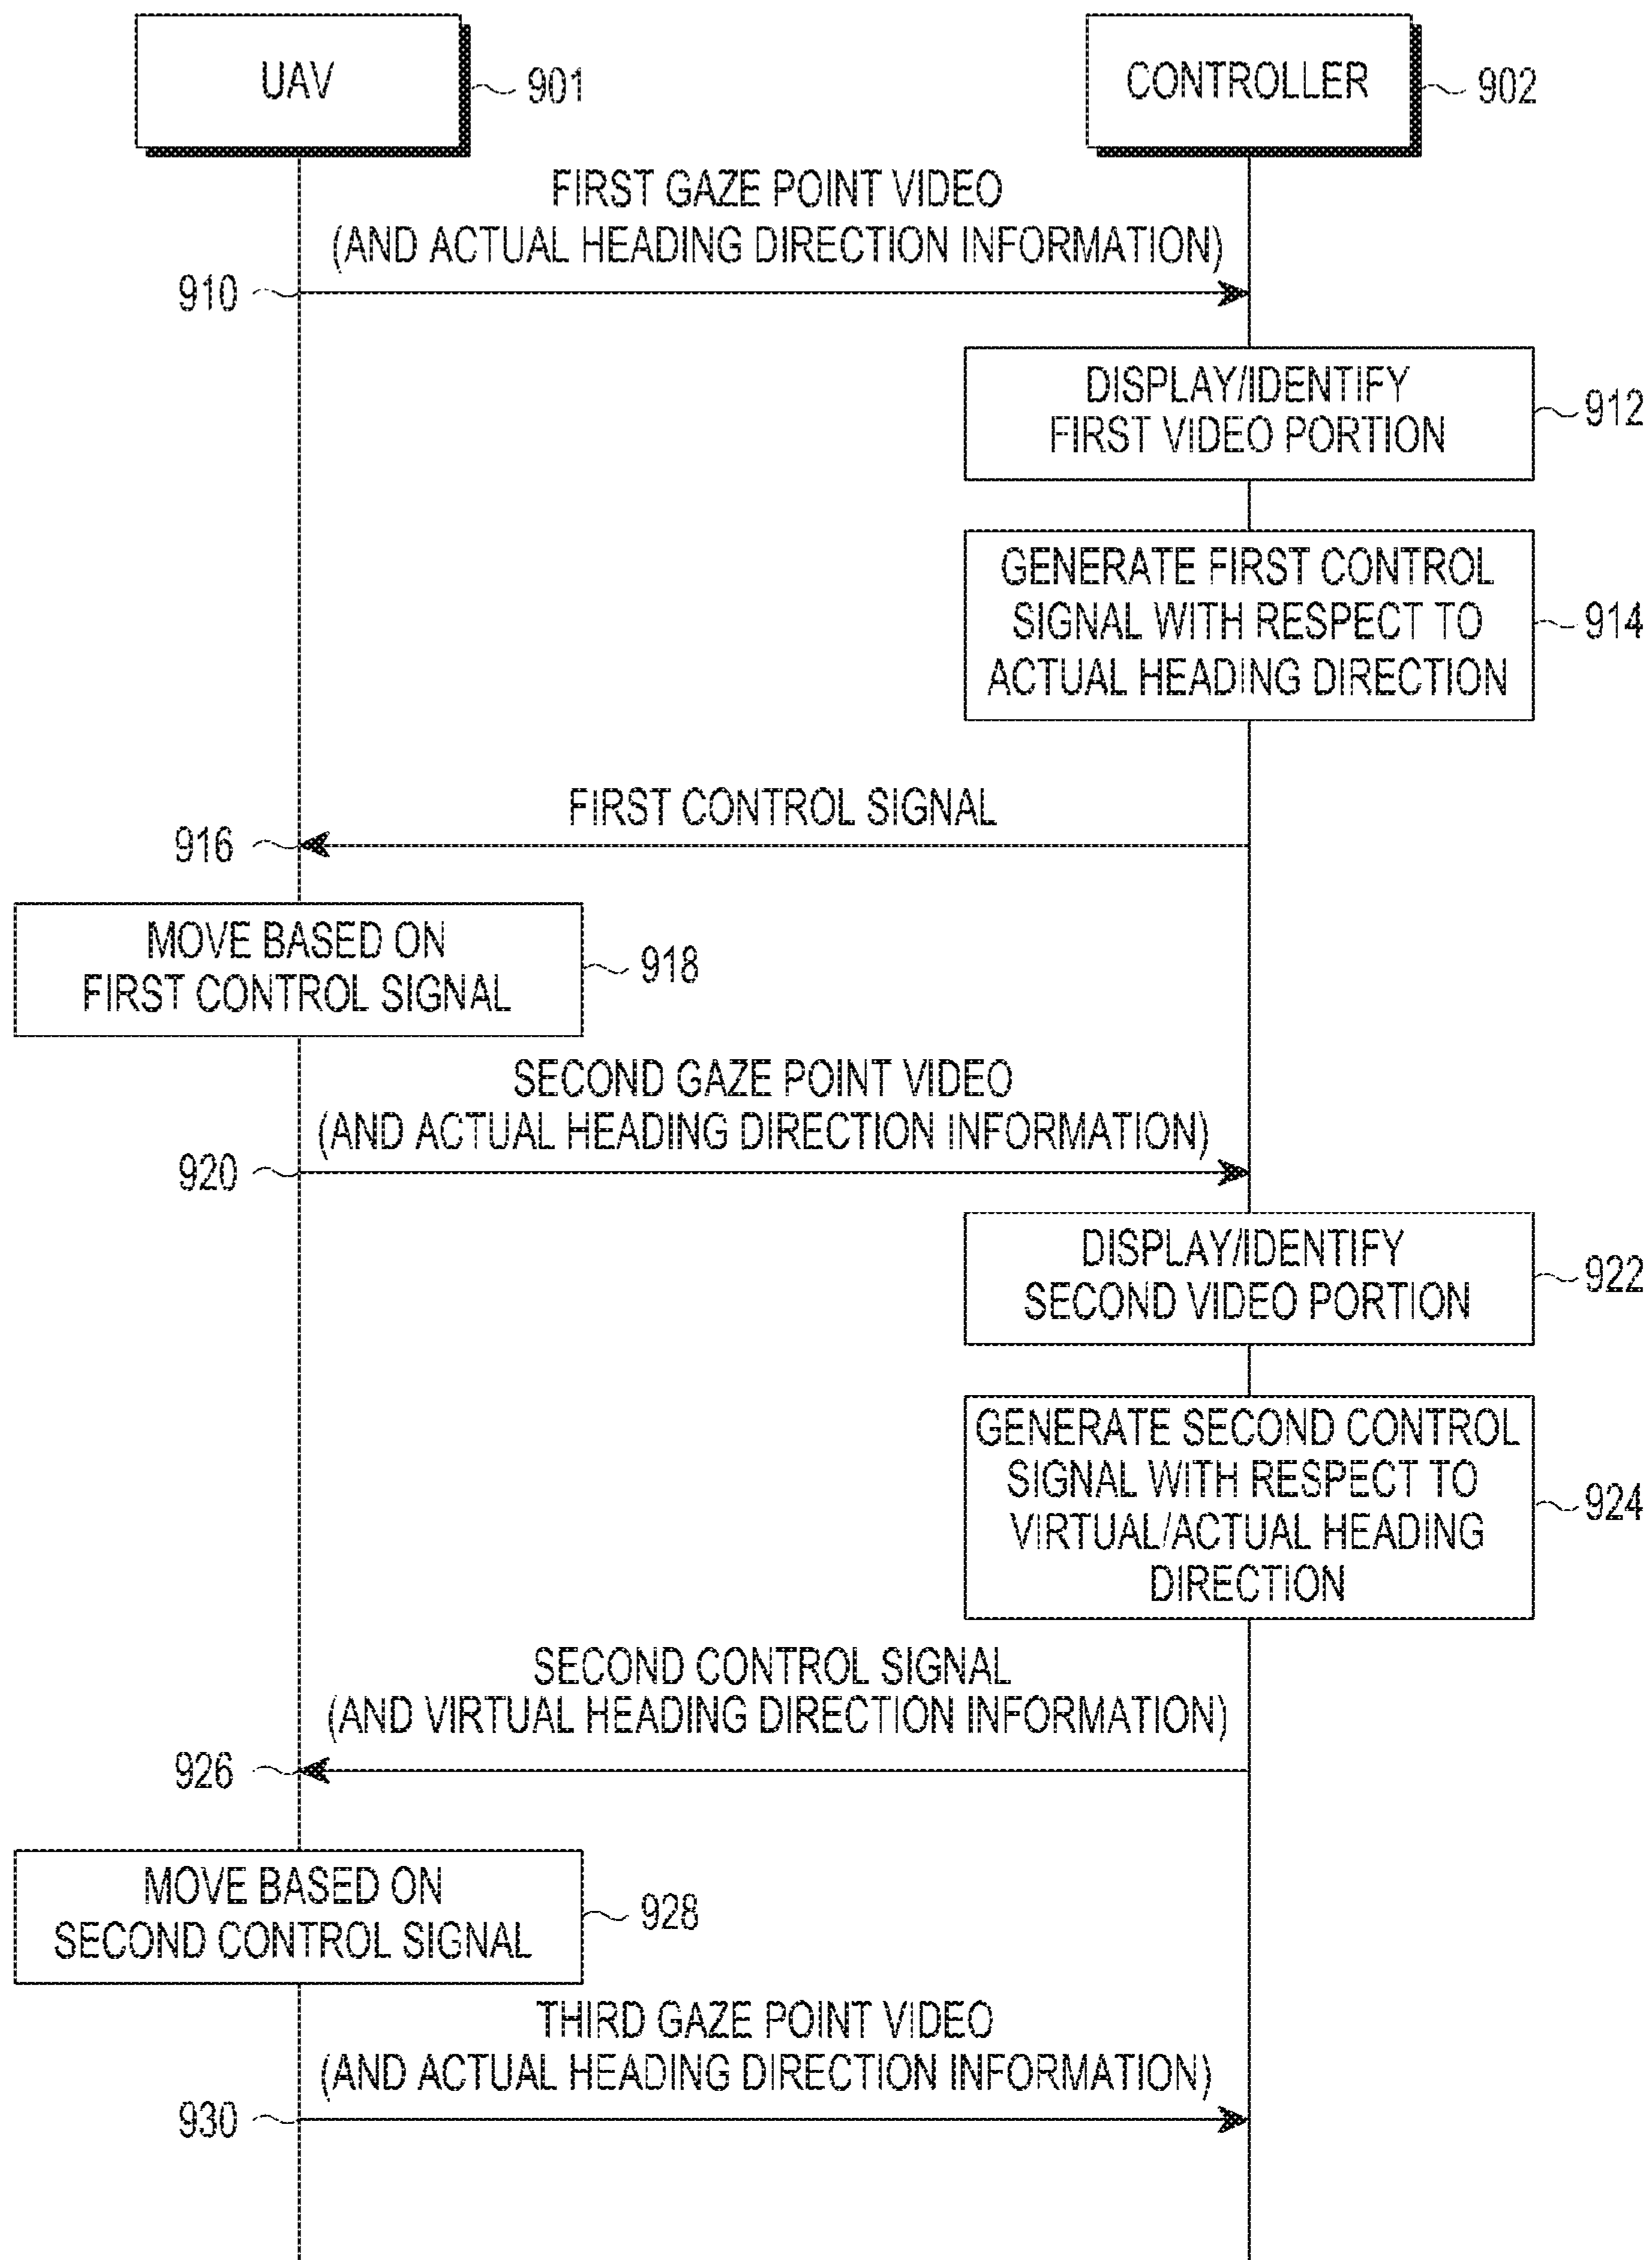 UAV
901
CONTROLLER
902
FIRST GAZE POINT VIDEO
(AND ACTUAL HEADING DIRECTION INFORMATION)
910
DISPLAY/IDENTIFY
FIRST VIDEO PORTION
912
GENERATE FIRST CONTROL
SIGNAL WITH RESPECT TO
ACTUAL HEADING DIRECTION
914
FIRST CONTROL SIGNAL
916
MOVE BASED ON
FIRST CONTROL SIGNAL
918
SECOND GAZE POINT VIDEO
(AND ACTUAL HEADING DIRECTION INFORMATION)
920
DISPLAY/IDENTIFY
SECOND VIDEO PORTION
922
GENERATE SECOND CONTROL
SIGNAL WITH RESPECT TO
VIRTUAL/ACTUAL HEADING
DIRECTION
924
SECOND CONTROL SIGNAL
(AND VIRTUAL HEADING DIRECTION INFORMATION)
926
MOVE BASED ON
SECOND CONTROL SIGNAL
928
THIRD GAZE POINT VIDEO
(AND ACTUAL HEADING DIRECTION INFORMATION)
930